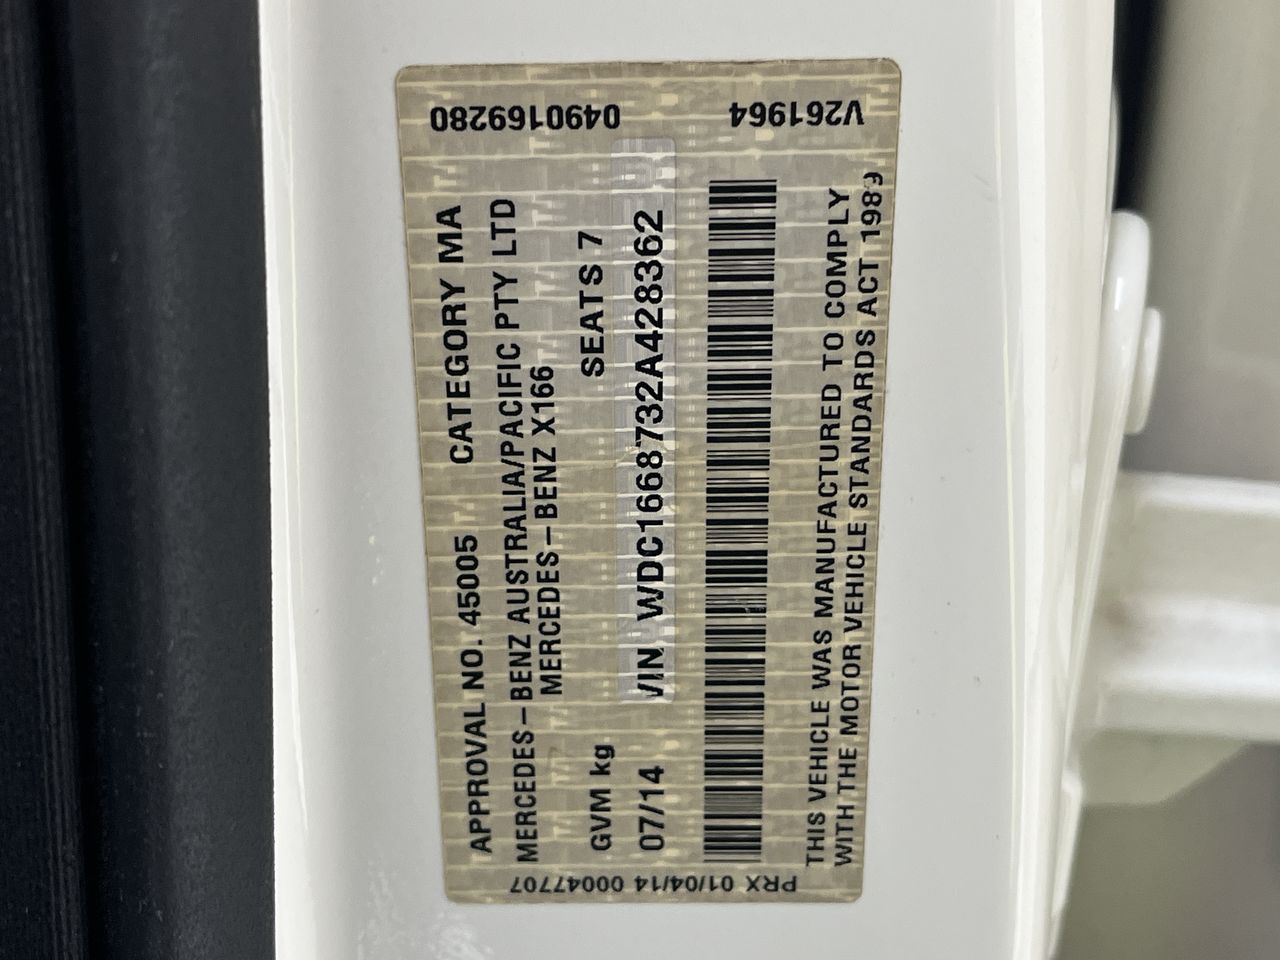 APPROVAL NO. 45005 CATEGORY MA
MERCEDES-BENZ AUSTRALIA/PACIFIC PTY LTD
MERCEDES-BENZ X166
GVM kg SEATS 7
07/14 VIN WDC1668732A428362
THIS VEHICLE WAS MANUFACTURED TO COMPLY
WITH THE MOTOR VEHICLE STANDARDS ACT 1989
0490169280
V261964
PRX 01/04/14 00047707